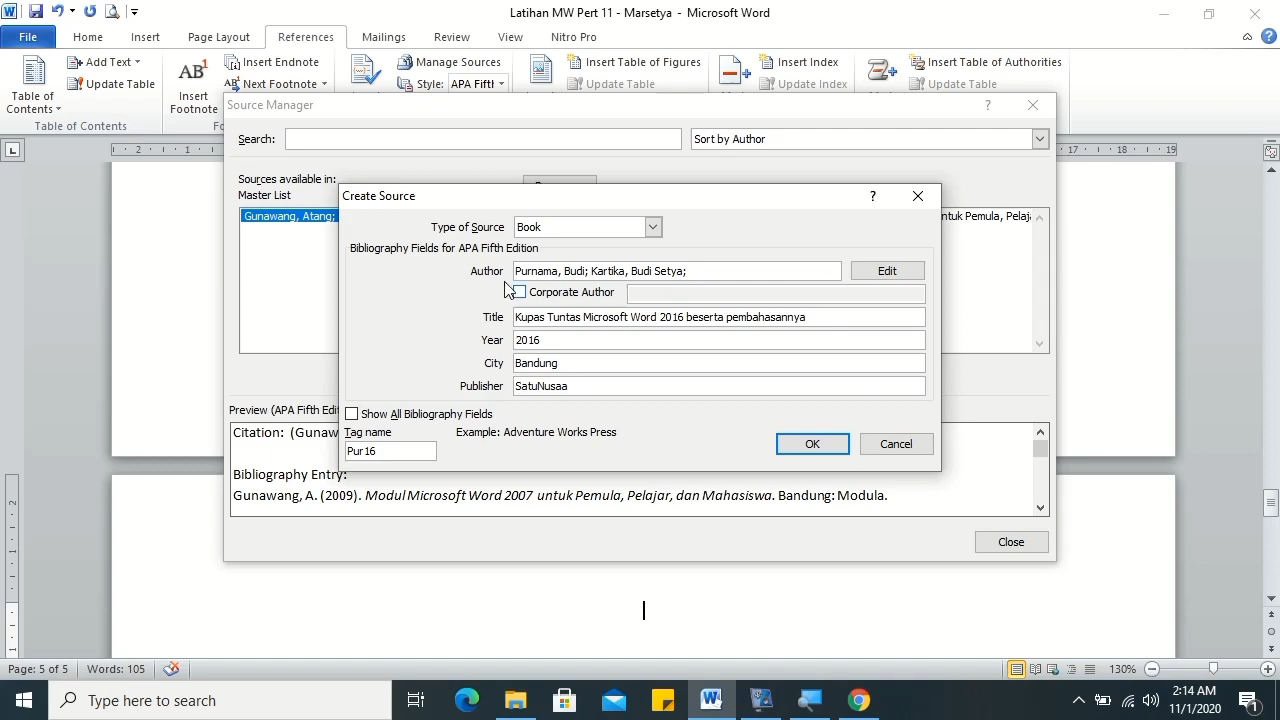 Latihan MW Pert 11 - Marsetya - Microsoft Word
File Home Insert Page Layout References Mailings Review View Nitro Pro
Add Text Insert Endnote Manage Sources Insert Table of Figures Insert Index Insert Table of Authorities
Update Table AB¹ Next Footnote Style: APA Fifth Update Table Update Index Update Table
Table of Contents
Insert Footnote
Table of Contents
Source Manager
Search: Sort by Author
Sources available in:
Master List
Gunawang, Atang;
Create Source
Type of Source Book
Bibliography Fields for APA Fifth Edition
Author Purnama, Budi; Kartika, Budi Setya; Edit
Corporate Author
Title Kupas Tuntas Microsoft Word 2016 beserta pembahasannya
Year 2016
City Bandung
Publisher SatuNusaa
Show All Bibliography Fields
Tag name Example: Adventure Works Press
Pur16
OK Cancel
Preview (APA Fifth Edit
Citation: (Gunaw
Bibliography Entry:
Gunawang, A. (2009). Modul Microsoft Word 2007 untuk Pemula, Pelajar, dan Mahasiswa. Bandung: Modula.
Close
Page: 5 of 5 Words: 105 130%
Type here to search
2:14 AM
11/1/2020